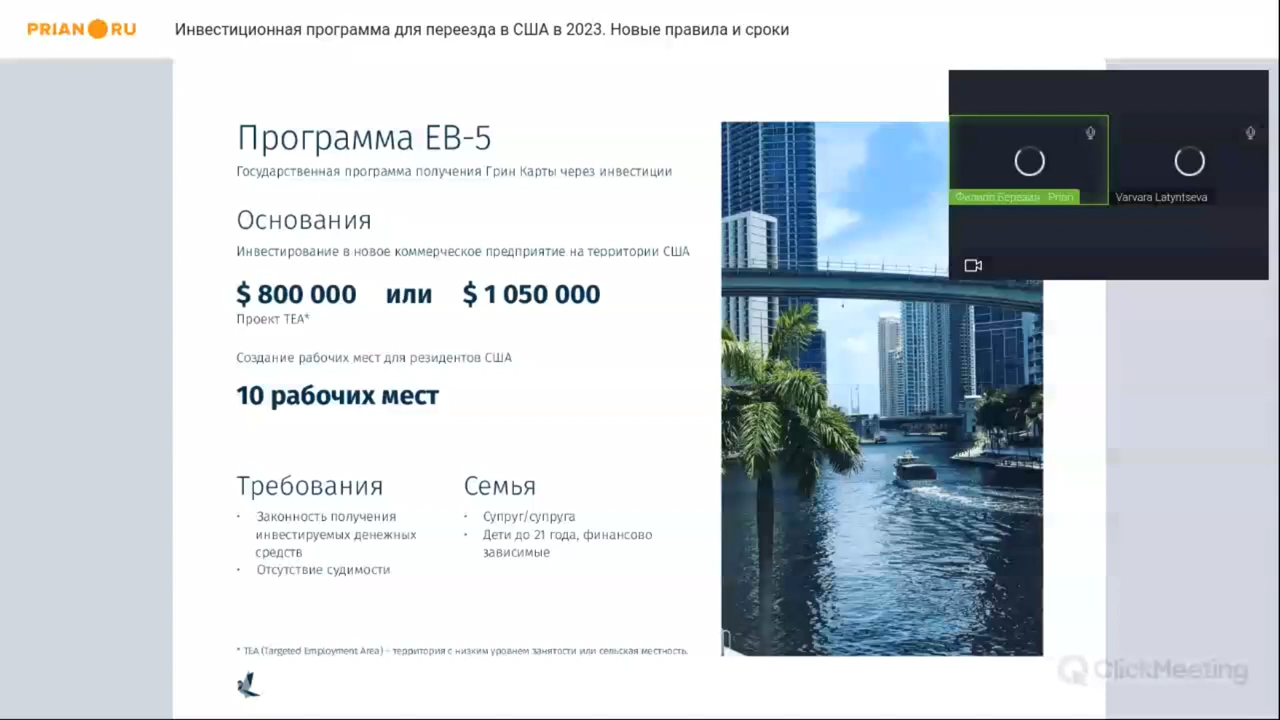 PRIAN RU
Инвестиционная программа для переезда в США в 2023. Новые правила и сроки
Программа EB-5
Государственная программа получения Грин Карты через инвестиции
Основания
Инвестирование в новое коммерческое предприятие на территории США
$ 800 000 или $ 1 050 000
Проект TEA*
Создание рабочих мест для резидентов США
10 рабочих мест
Требования
• Законность получения
инвестируемых денежных
средств
• Отсутствие судимости
Семья
• Супруг/супруга
• Дети до 21 года, финансово
зависимые
* TEA (Targeted Employment Area) – территория с низким уровнем занятости или сельская местность.
Филипп Березин - Prian
Varvara Latyntseva
ClickMeeting